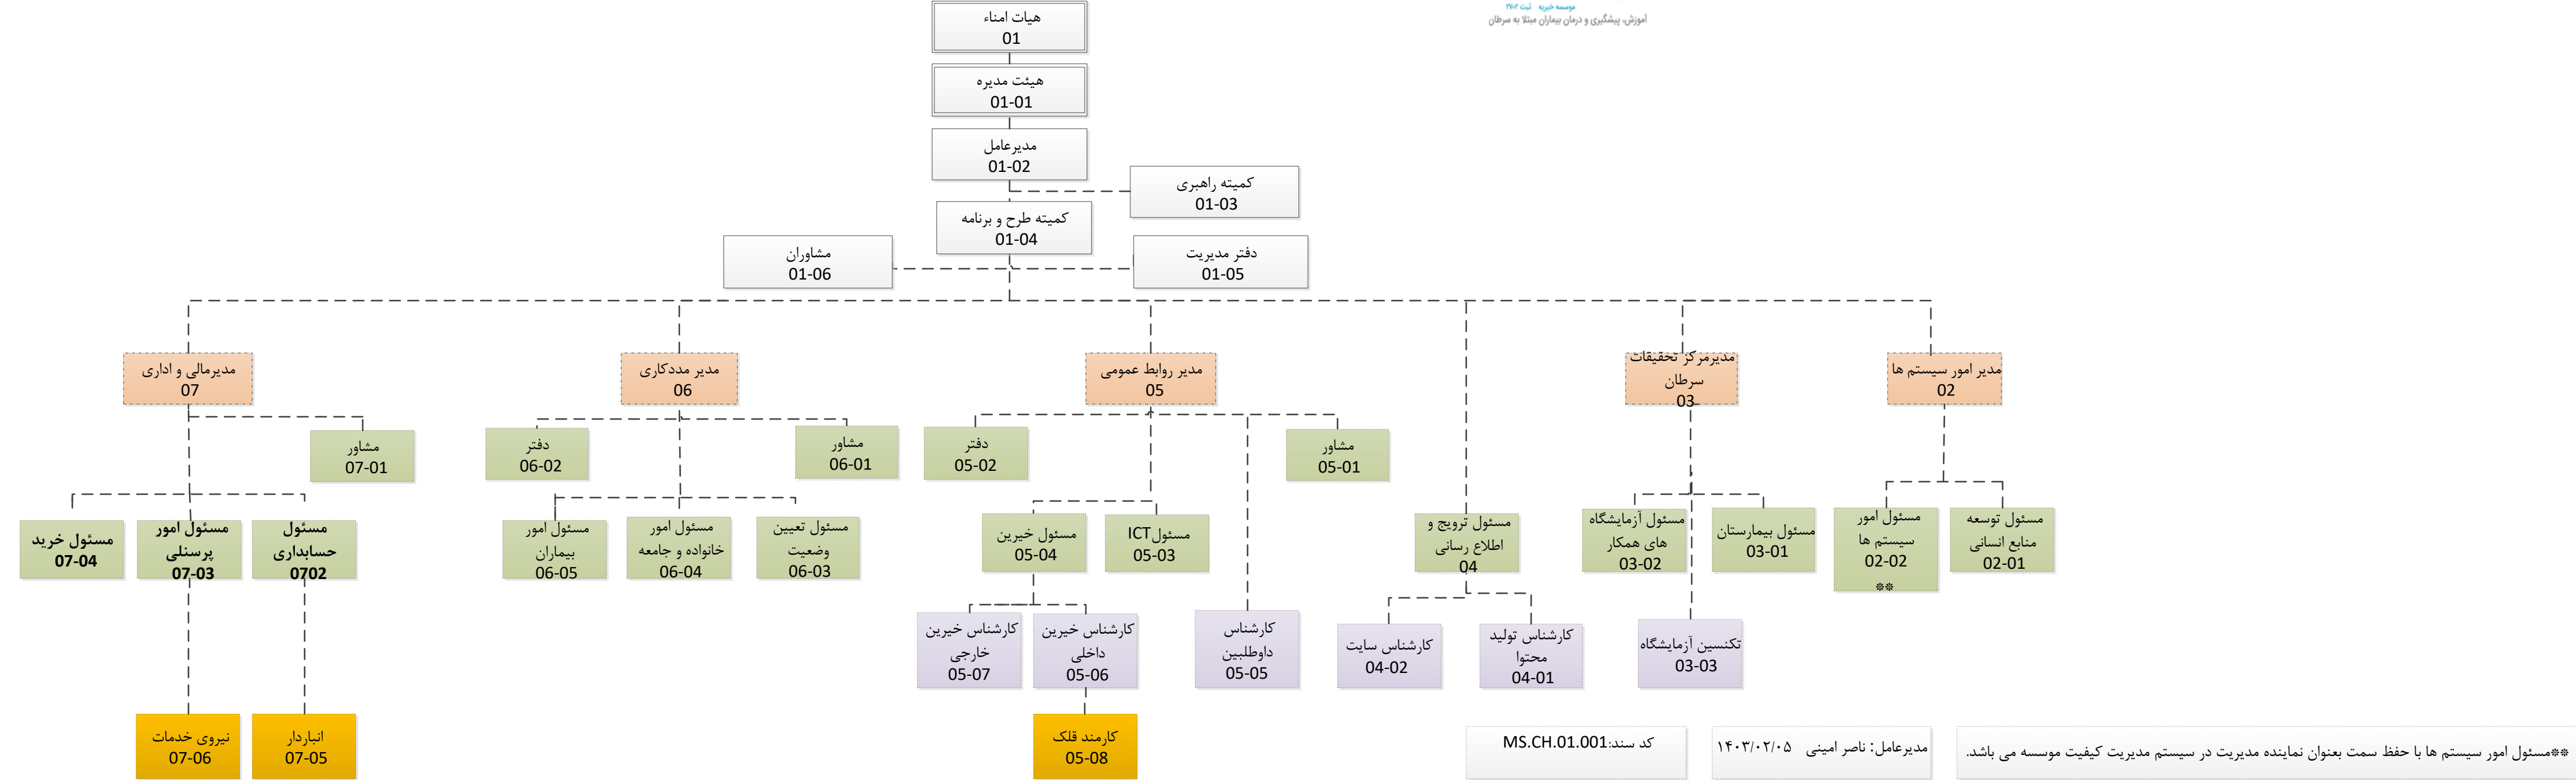 موسسه خیریه ثبت ۲۷۰۲
آموزش، پیشگیری و درمان بیماران مبتلا به سرطان
هیات امناء
01
هیئت مدیره
01-01
مدیرعامل
01-02
کمیته راهبری
01-03
کمیته طرح و برنامه
01-04
دفتر مدیریت
01-05
مشاوران
01-06
مدیر امور سیستم ها
02
مدیرمرکز تحقیقات
سرطان
03
مدیر روابط عمومی
05
مدیر مددکاری
06
مدیرمالی و اداری
07
مشاور
05-01
دفتر
05-02
مشاور
06-01
دفتر
06-02
مشاور
07-01
مسئول توسعه
منابع انسانی
02-01
مسئول امور
سیستم ها
02-02
**
مسئول بیمارستان
03-01
مسئول آزمایشگاه
های همکار
03-02
مسئول ترویج و
اطلاع رسانی
04
مسئولICT
05-03
مسئول خیرین
05-04
مسئول تعیین
وضعیت
06-03
مسئول امور
خانواده و جامعه
06-04
مسئول امور
بیماران
06-05
مسئول
حسابداری
0702
مسئول امور
پرسنلی
07-03
مسئول خرید
07-04
تکنسین آزمایشگاه
03-03
کارشناس تولید
محتوا
04-01
کارشناس سایت
04-02
کارشناس
داوطلبین
05-05
کارشناس خیرین
داخلی
05-06
کارشناس خیرین
خارجی
05-07
کارمند قلک
05-08
انباردار
07-05
نیروی خدمات
07-06
**مسئول امور سیستم ها با حفظ سمت بعنوان نماینده مدیریت در سیستم مدیریت کیفیت موسسه می باشد.
مدیرعامل: ناصر امینی ۱۴۰۳/۰۲/۰۵
کد سند:MS.CH.01.001